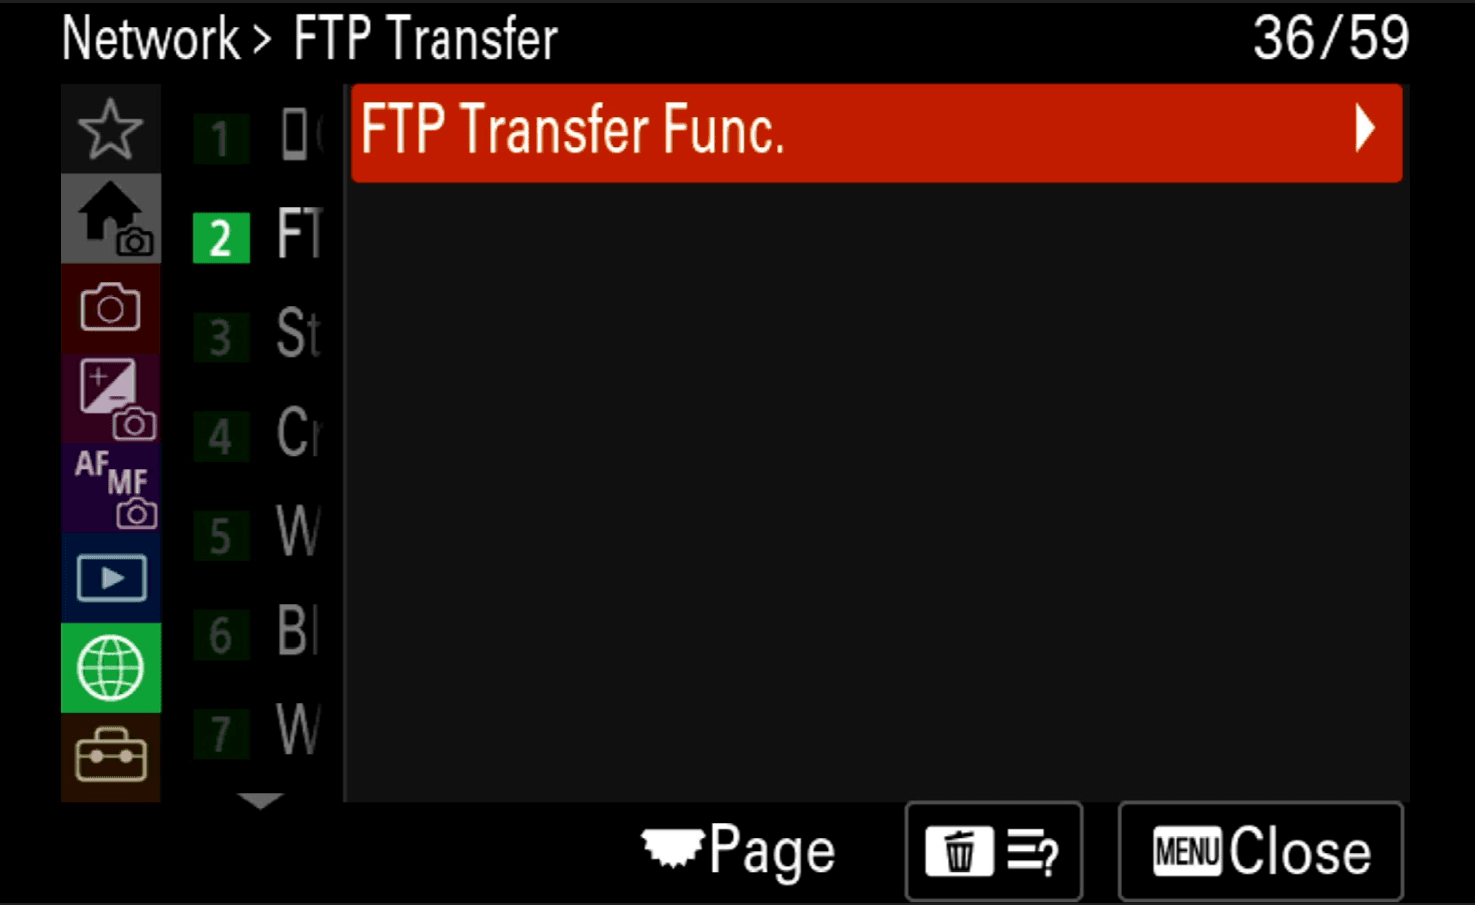 Network > FTP Transfer 36/59
1
2 FT
3 St
4 Cr
5 W
6 Bl
7 W
FTP Transfer Func.
AF MF
Page
?
MENU Close